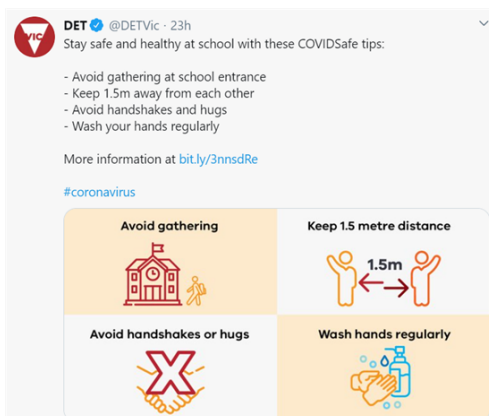 VIC
DET @DETVic · 23h
Stay safe and healthy at school with these COVIDSafe tips:
- Avoid gathering at school entrance
- Keep 1.5m away from each other
- Avoid handshakes and hugs
- Wash your hands regularly
More information at bit.ly/3nnsdRe
#coronavirus
Avoid gathering
Keep 1.5 metre distance
1.5m
Avoid handshakes or hugs
Wash hands regularly